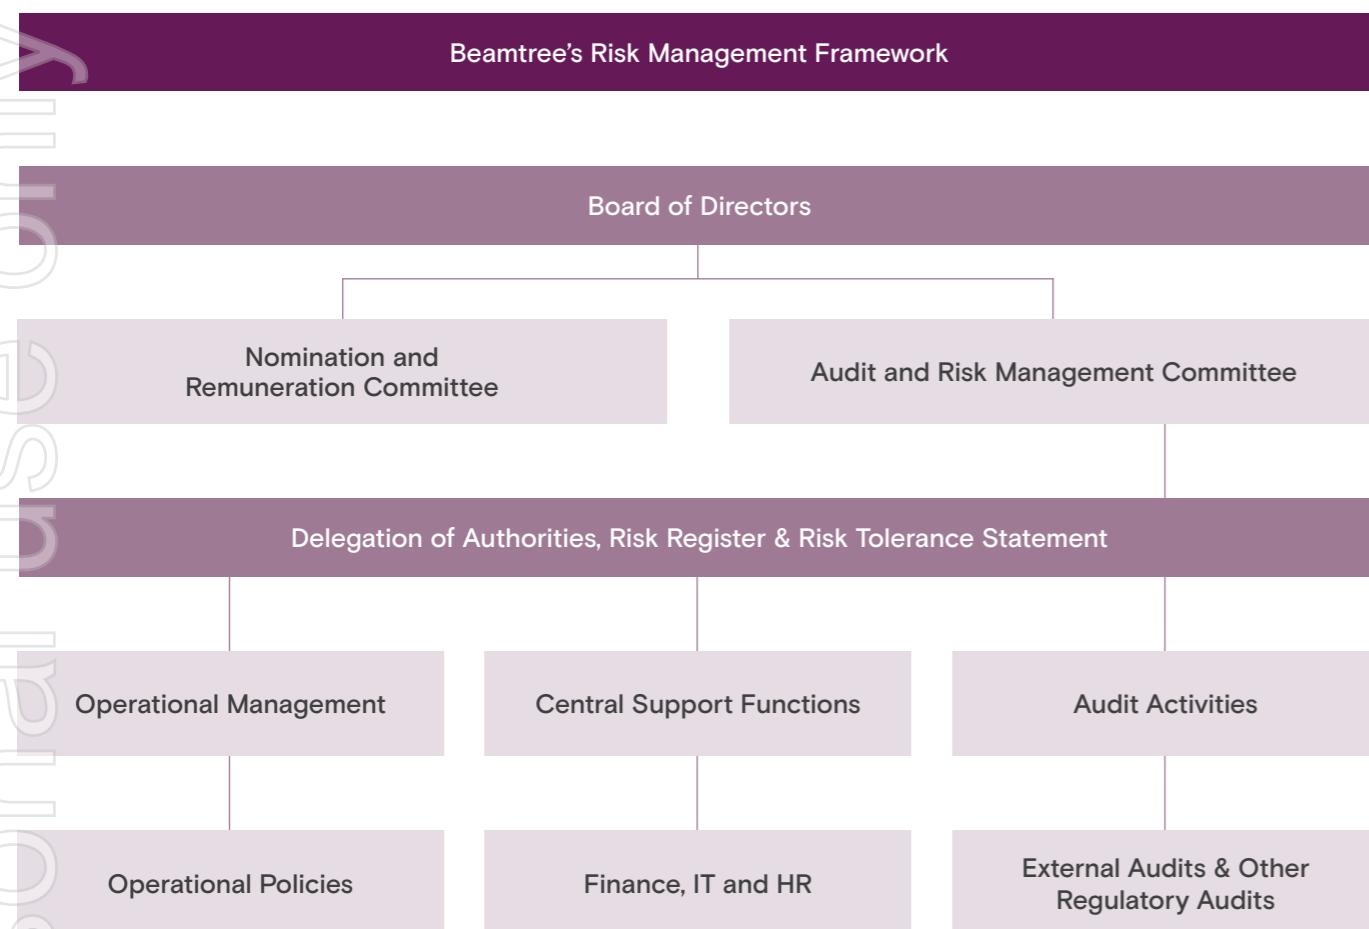 Beamtree’s Risk Management Framework
Board of Directors
Nomination and
Remuneration Committee
Audit and Risk Management Committee
Delegation of Authorities, Risk Register & Risk Tolerance Statement
Operational Management
Central Support Functions
Audit Activities
Operational Policies
Finance, IT and HR
External Audits & Other
Regulatory Audits
use only